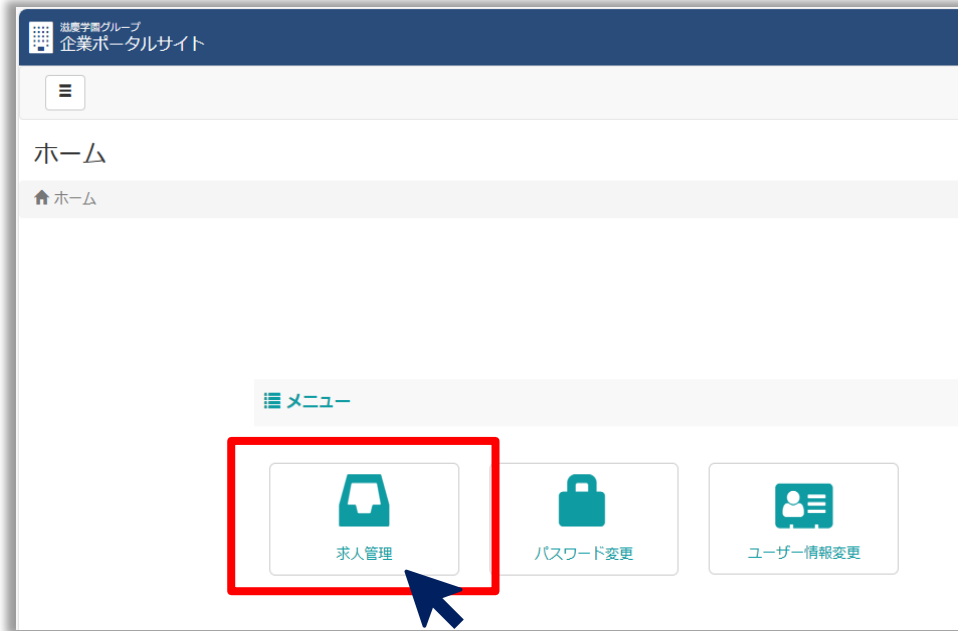 滋慶学園グループ
企業ポータルサイト
ホーム
ホーム
メニュー
求人管理
パスワード変更
ユーザー情報変更